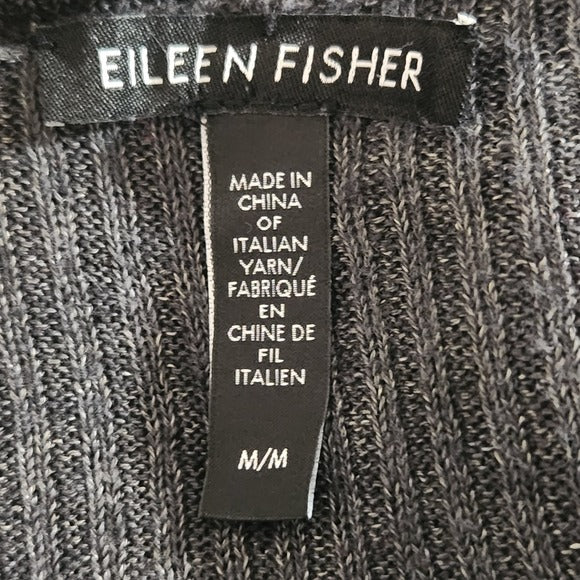 EILEEN FISHER
MADE IN
CHINA
OF
ITALIAN
YARN/
FABRIQUÉ
EN
CHINE DE
FIL
ITALIEN
M/M